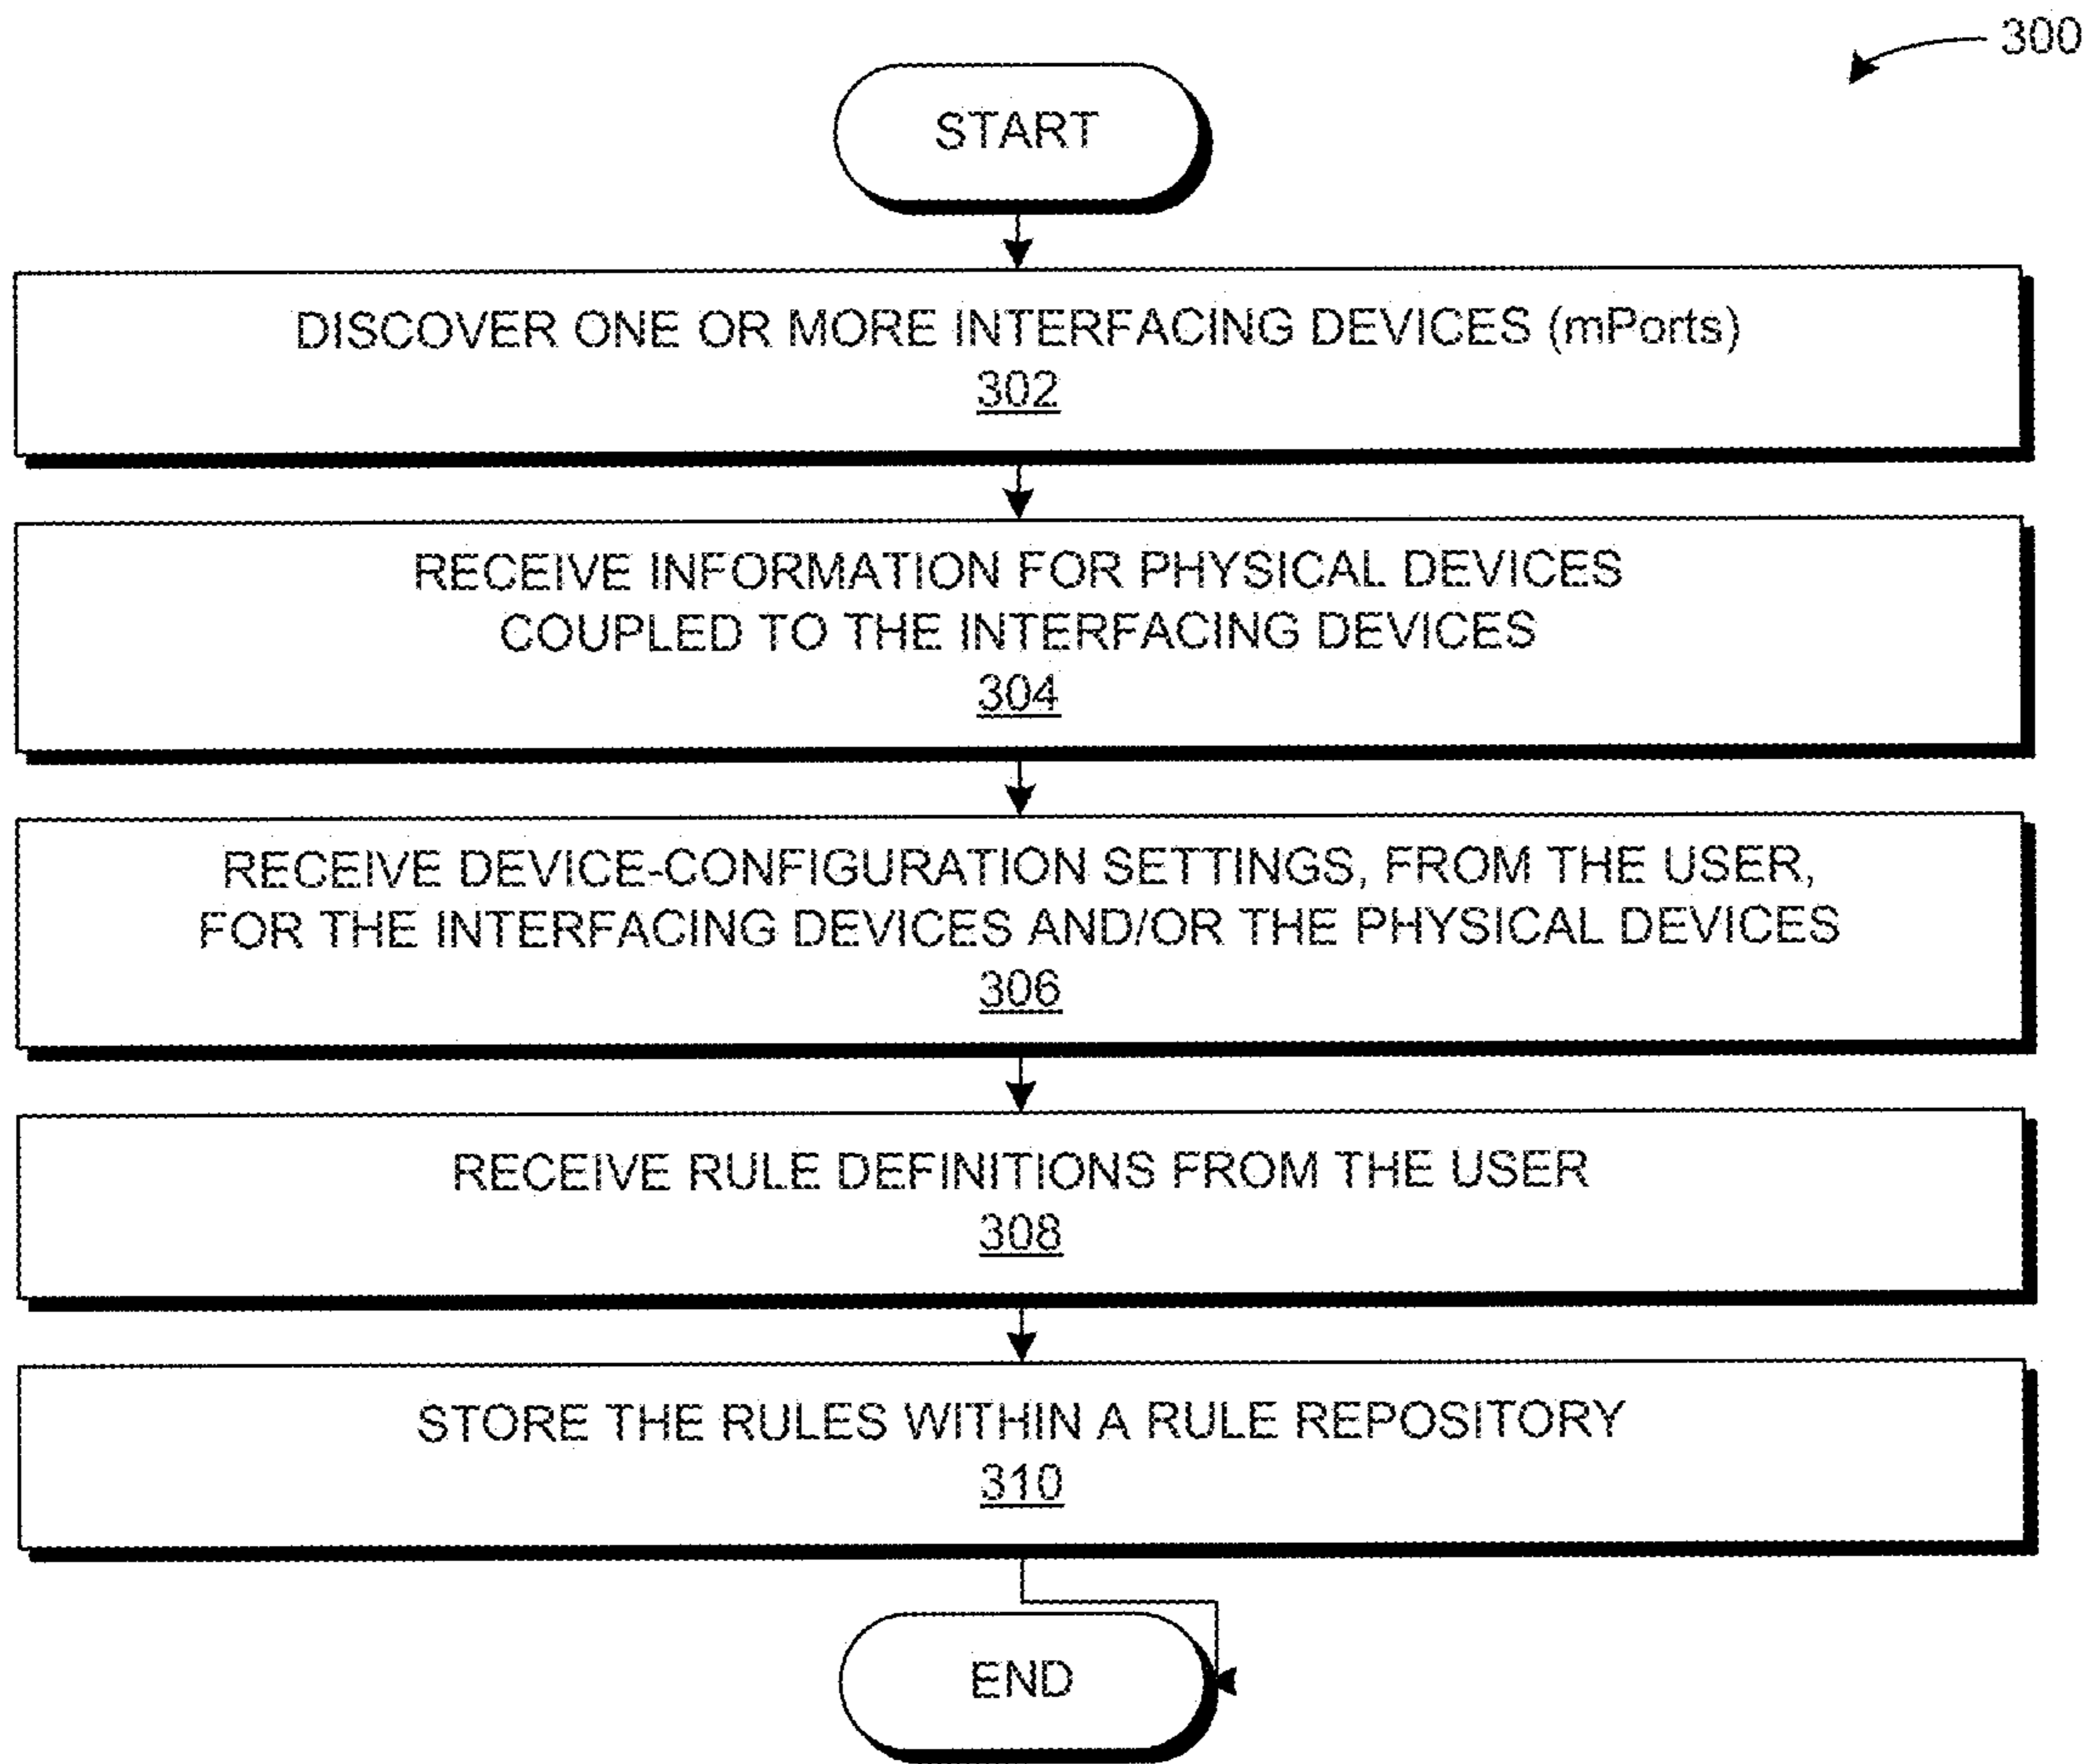 300
START
DISCOVER ONE OR MORE INTERFACING DEVICES (mPorts)
302
RECEIVE INFORMATION FOR PHYSICAL DEVICES
COUPLED TO THE INTERFACING DEVICES
304
RECEIVE DEVICE-CONFIGURATION SETTINGS, FROM THE USER,
FOR THE INTERFACING DEVICES AND/OR THE PHYSICAL DEVICES
306
RECEIVE RULE DEFINITIONS FROM THE USER
308
STORE THE RULES WITHIN A RULE REPOSITORY
310
END